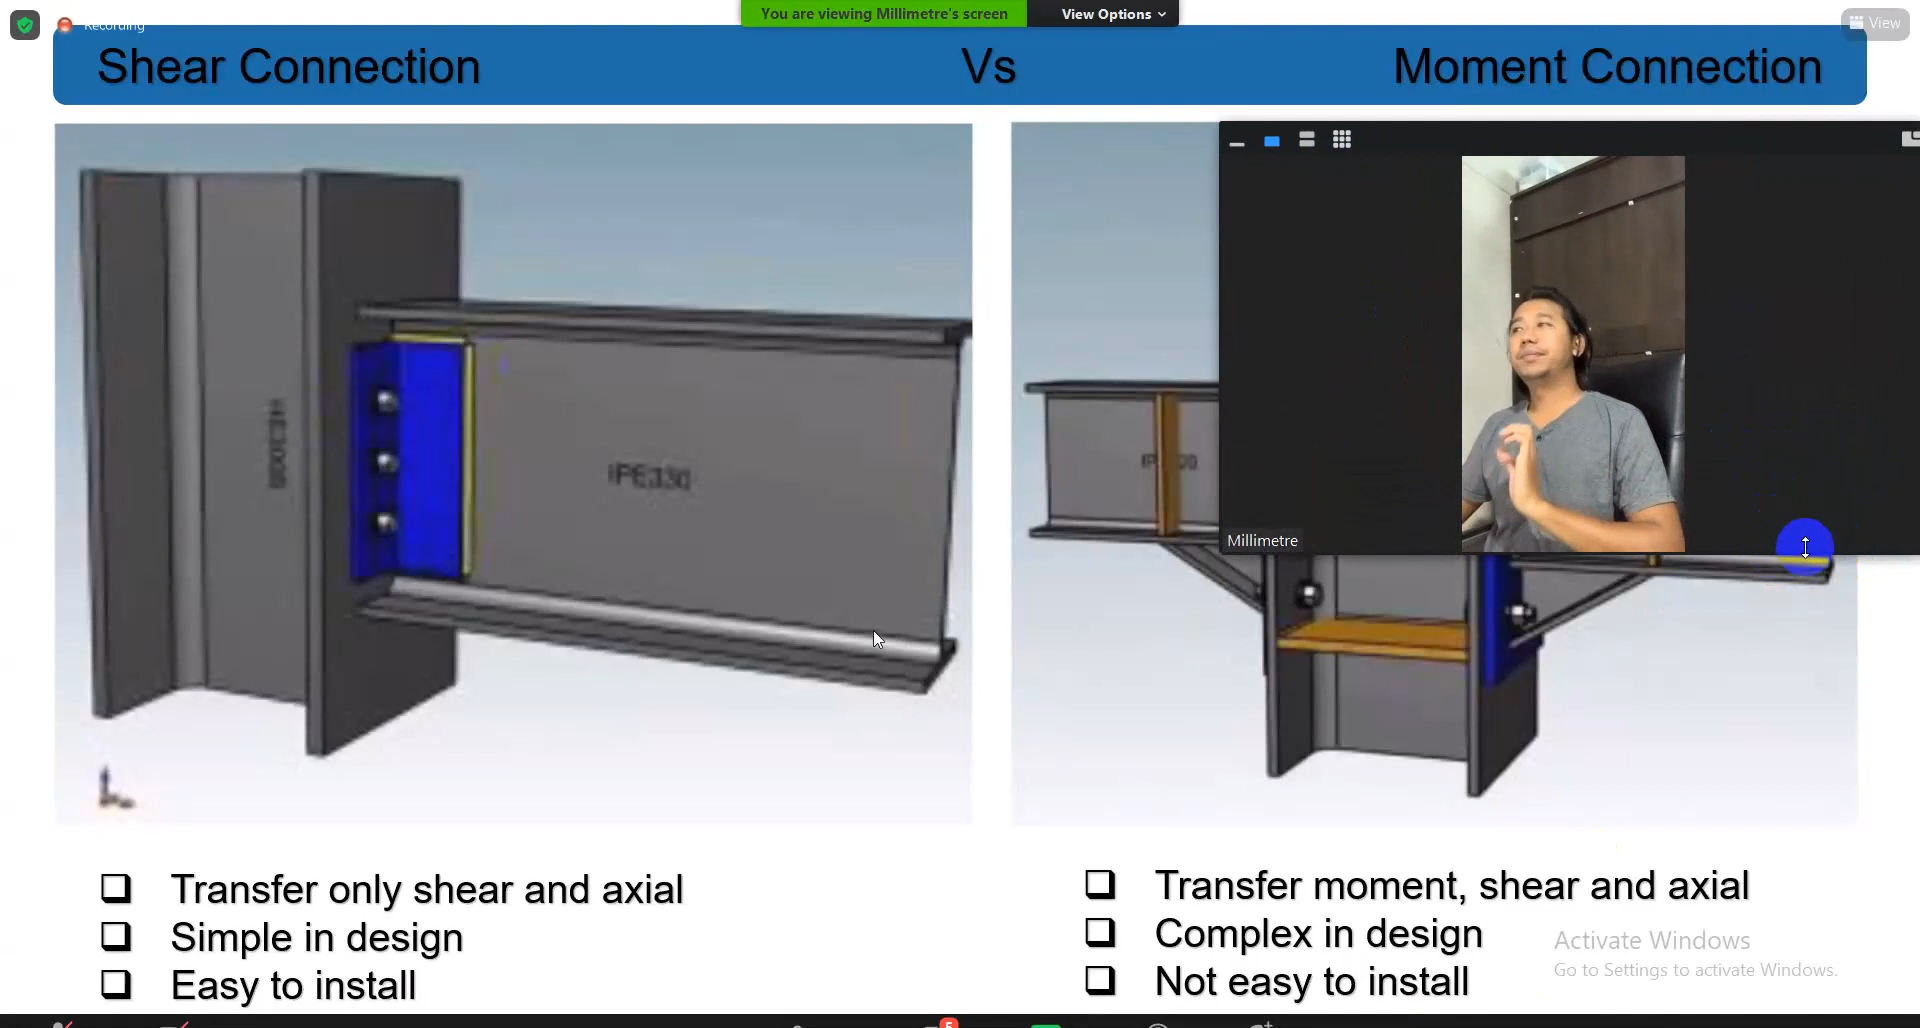 You are viewing Millimetre's screen
View Options
View
Recording
Shear Connection Vs Moment Connection
IPE330
Millimetre
Transfer only shear and axial
Simple in design
Easy to install
Transfer moment, shear and axial
Complex in design
Not easy to install
Activate Windows
Go to Settings to activate Windows.
5